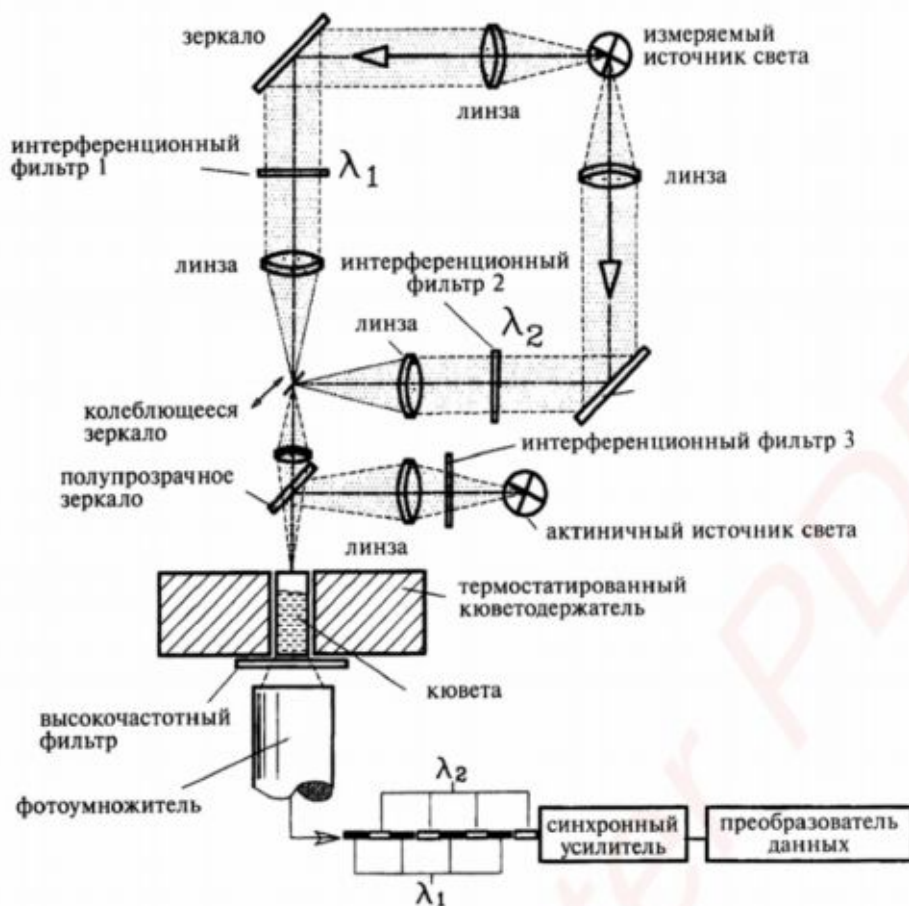 зеркало
измеряемый
источник света
линза
интерференционный
фильтр 1
λ1
линза
линза
интерференционный
фильтр 2
λ2
линза
колеблющееся
зеркало
интерференционный фильтр 3
полупрозрачное
зеркало
актиничный источник света
линза
термостатированный
кюветодержатель
кювета
высокочастотный
фильтр
фотоумножитель
λ2
синхронный
усилитель
преобразователь
данных
λ1